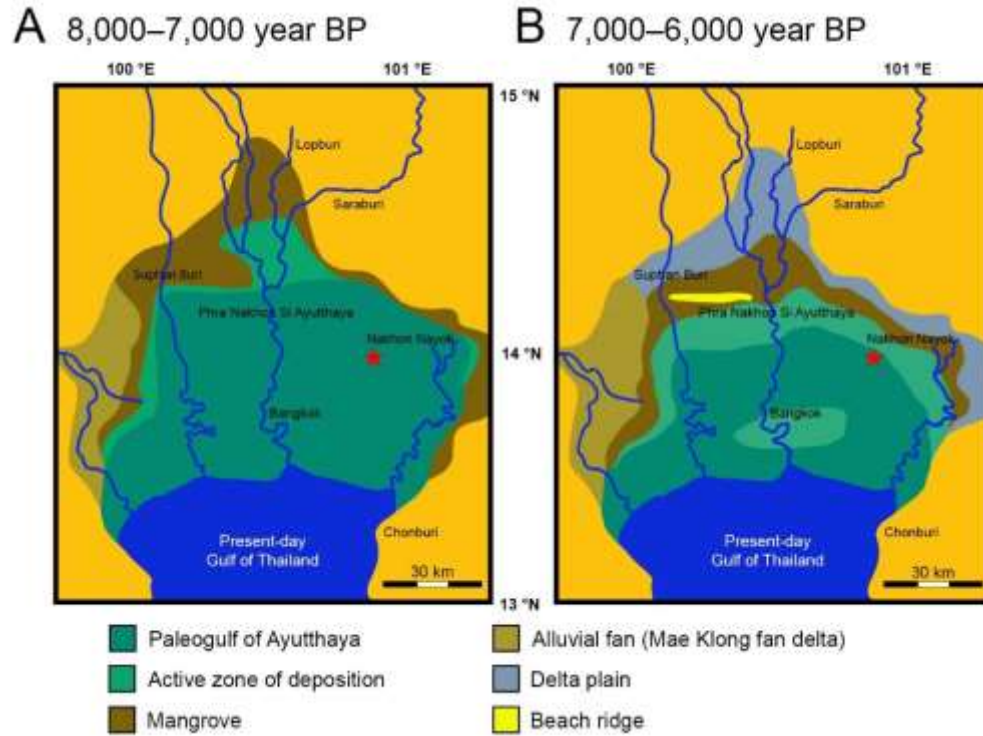 A 8,000–7,000 year BP
B 7,000–6,000 year BP
100 °E
101 °E
100 °E
101 °E
15 °N
14 °N
13 °N
Lopburi
Saraburi
Suphan Buri
Phra Nakhon Si Ayutthaya
Nakhon Nayok
Bangkok
Chonburi
Present-day
Gulf of Thailand
30 km
Lopburi
Saraburi
Suphan Buri
Phra Nakhon Si Ayutthaya
Nakhon Nayok
Bangkok
Chonburi
Present-day
Gulf of Thailand
30 km
Paleogulf of Ayutthaya
Active zone of deposition
Mangrove
Alluvial fan (Mae Klong fan delta)
Delta plain
Beach ridge